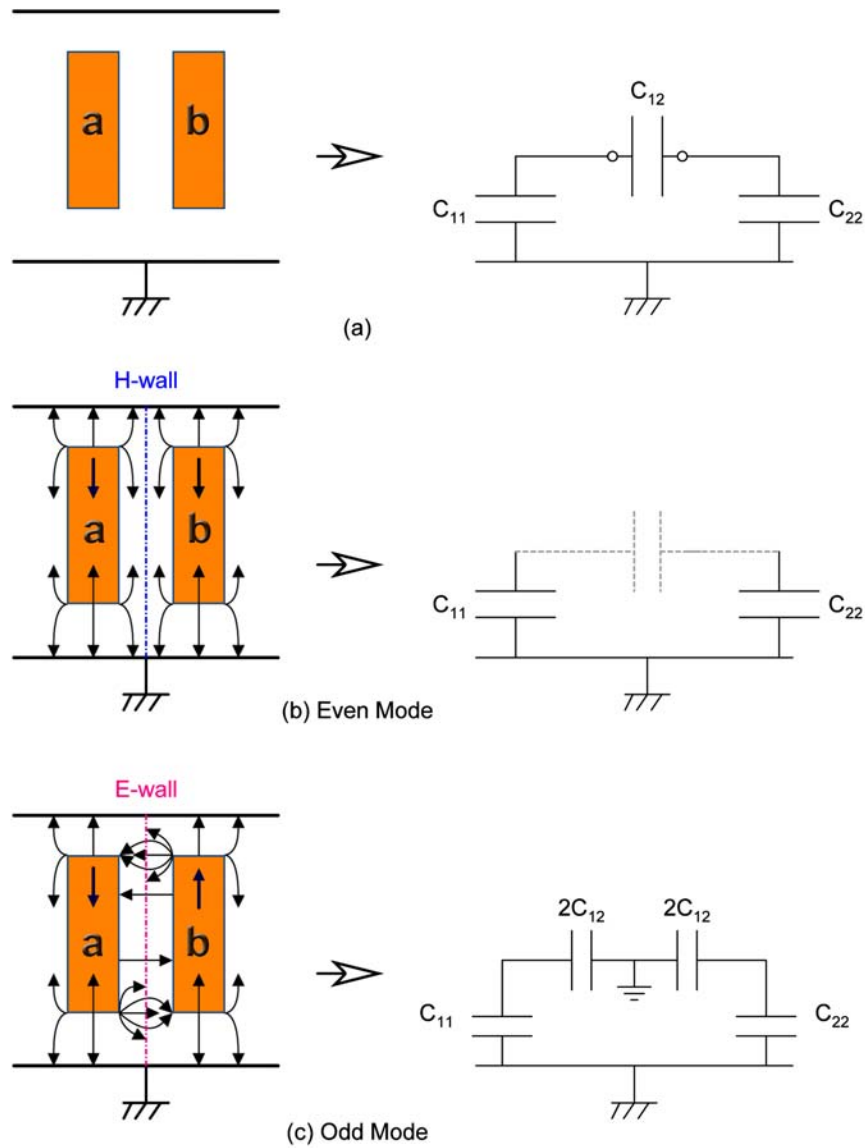 a b
C12
C11 C22
(a)
H-wall
a b
C11 C22
(b) Even Mode
E-wall
2C12 2C12
a b
C11 C22
(c) Odd Mode